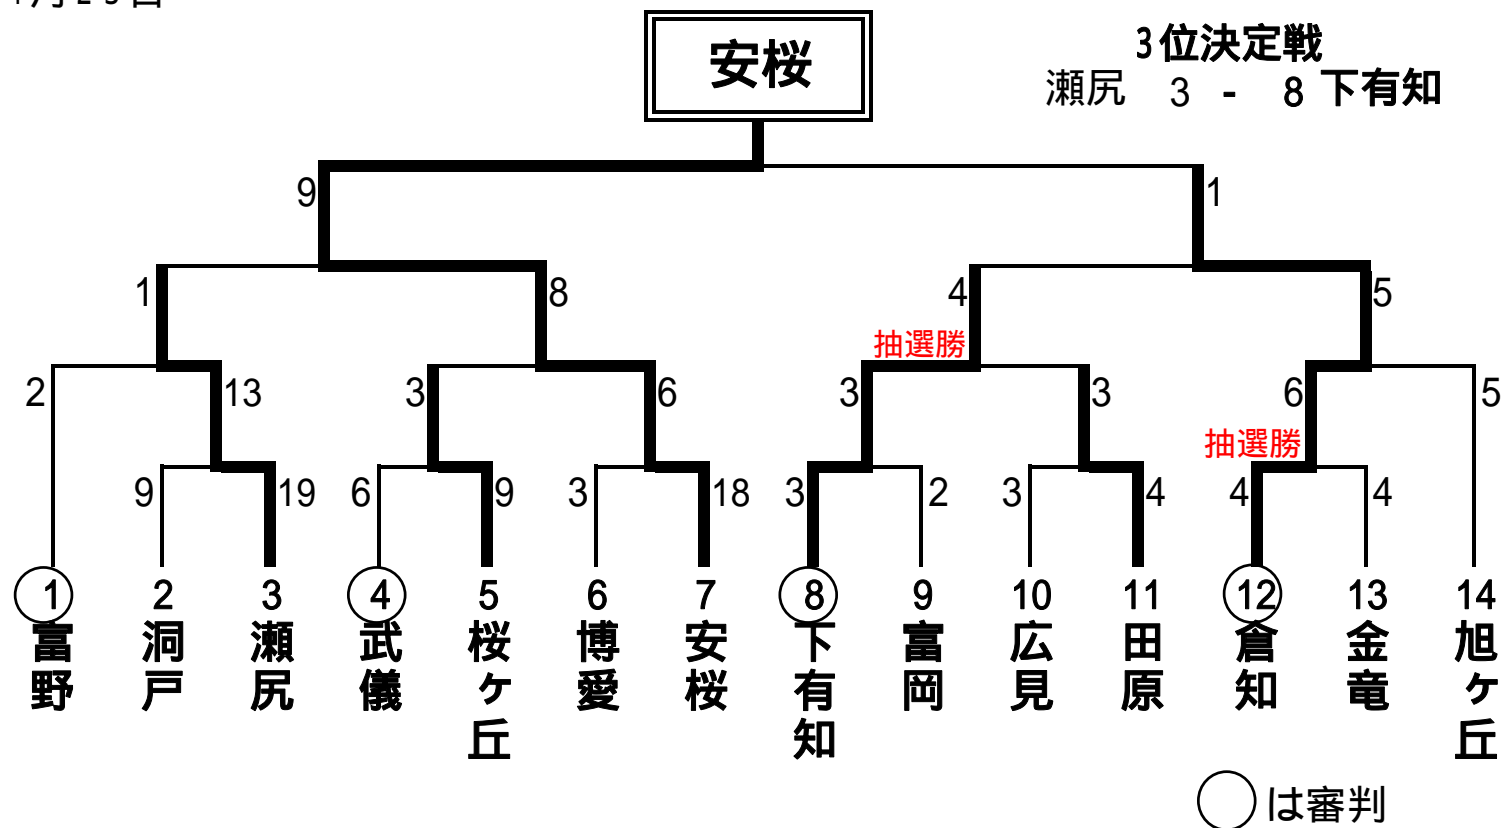 安桜
3位決定戦
瀬尻 3 - 8 下有知
9 1
1 8 4 5
抽選勝
2 13 3 6 3 3 6 5
抽選勝
9 19 6 9 3 18 3 2 3 4 4 4
1 2 3 4 5 6 7 8 9 10 11 12 13 14
富野
洞戸
瀬尻
武儀
桜ヶ丘
博愛
安桜
下有知
富岡
広見
田原
倉知
金竜
旭ヶ丘
◯は審判